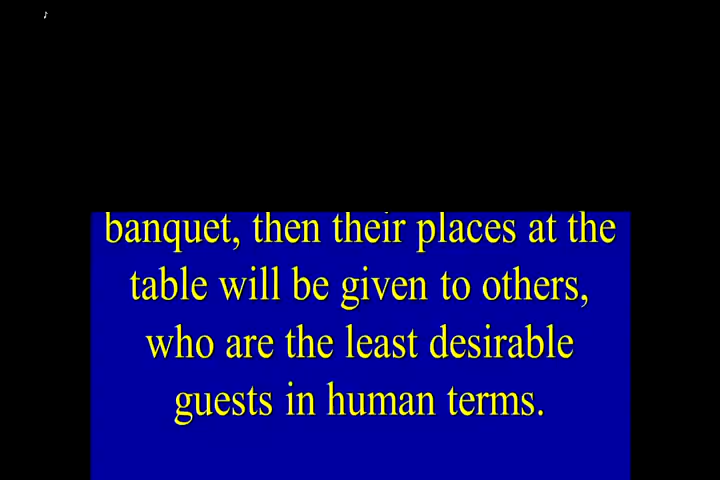 ♪
banquet, then their places at the
table will be given to others,
who are the least desirable
guests in human terms.